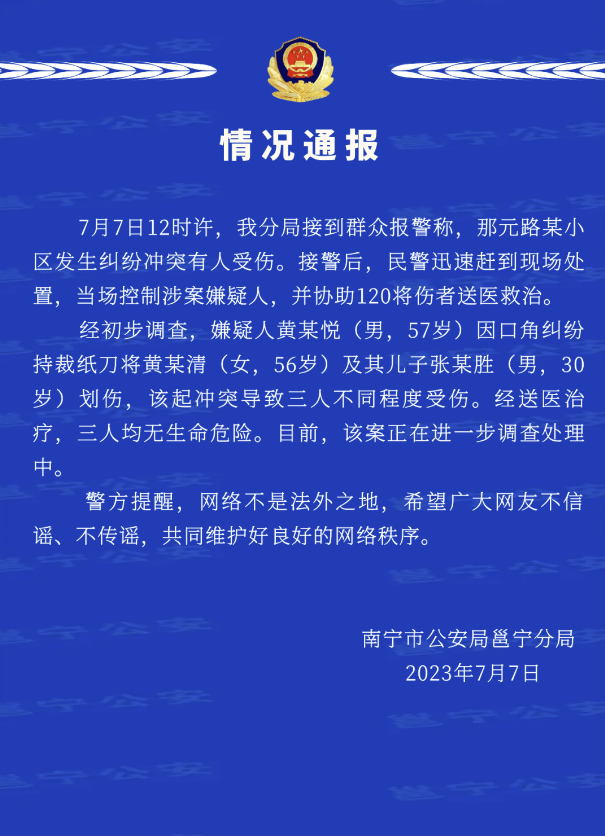 情况通报
7月7日12时许，我分局接到群众报警称，那元路某小
区发生纠纷冲突有人受伤。接警后，民警迅速赶到现场处
置，当场控制涉案嫌疑人，并协助120将伤者送医救治。
经初步调查，嫌疑人黄某悦（男，57岁）因口角纠纷
持裁纸刀将黄某清（女，56岁）及其儿子张某胜（男，30
岁）划伤，该起冲突导致三人不同程度受伤。经送医治
疗，三人均无生命危险。目前，该案正在进一步调查处理
中。
警方提醒，网络不是法外之地，希望广大网友不信
谣、不传谣，共同维护好良好的网络秩序。
南宁市公安局邕宁分局
2023年7月7日